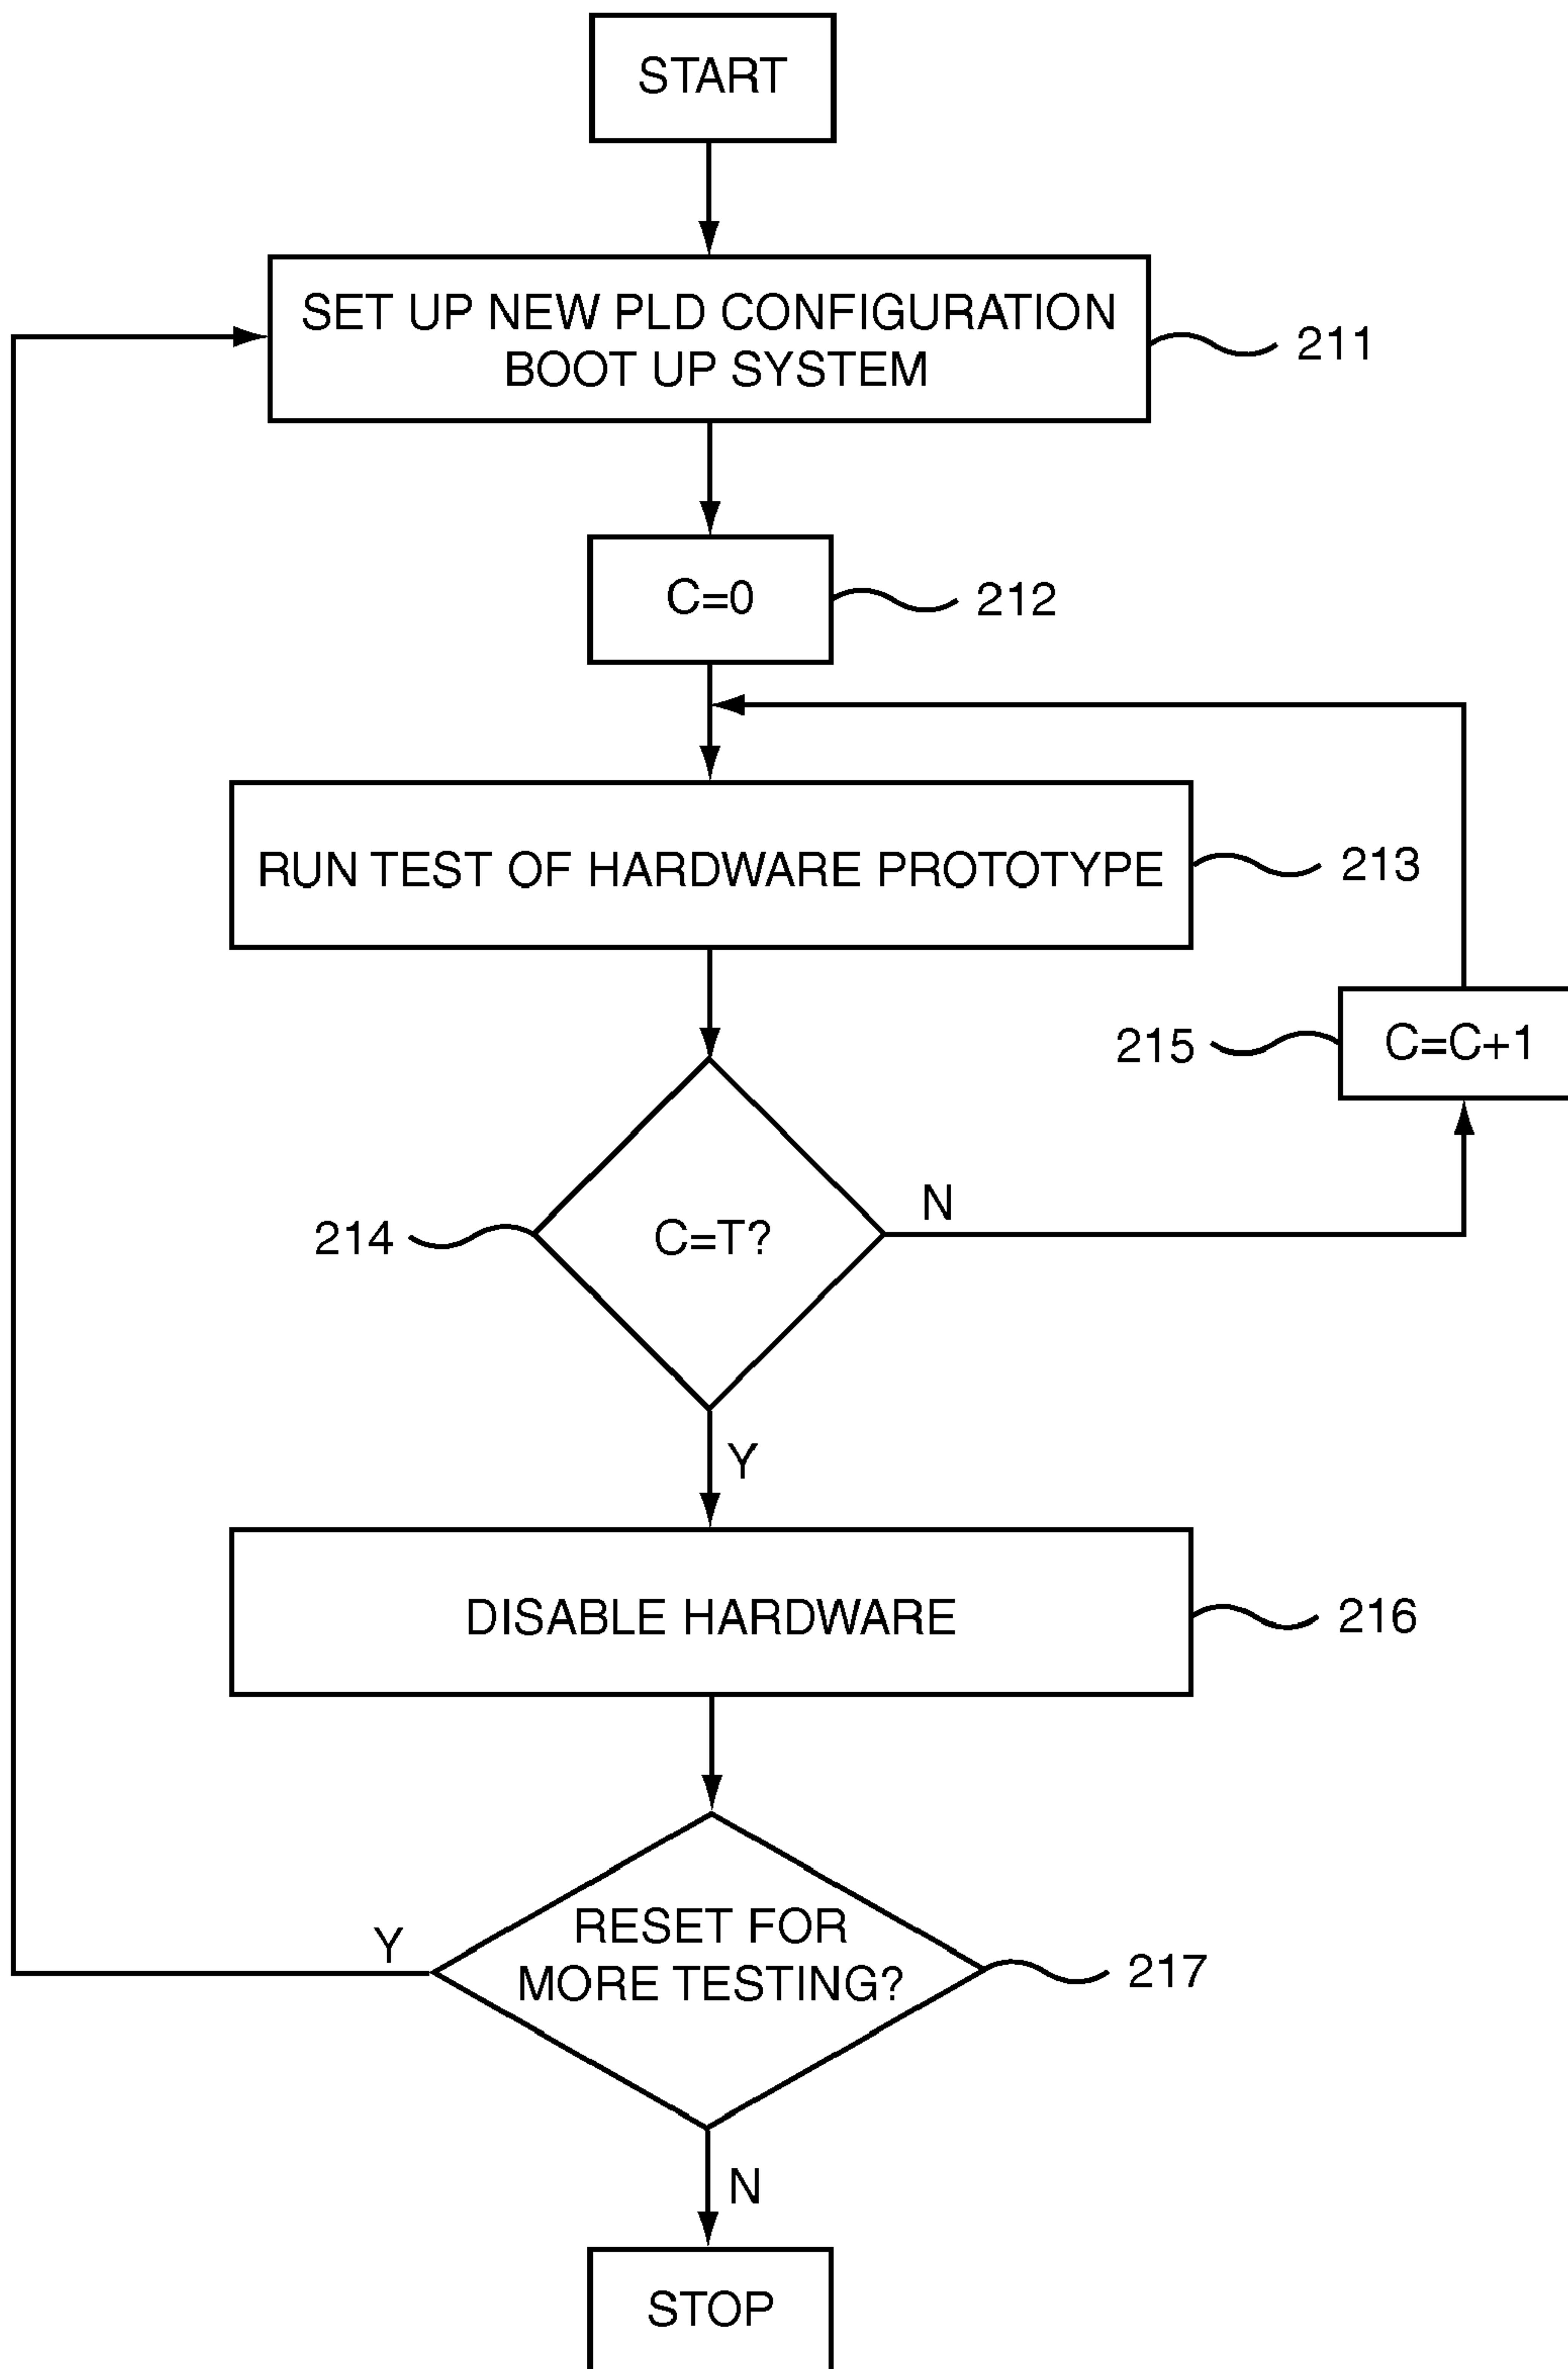 START
SET UP NEW PLD CONFIGURATION
BOOT UP SYSTEM
211
C=0
212
RUN TEST OF HARDWARE PROTOTYPE
213
215
C=C+1
214
C=T?
N
Y
DISABLE HARDWARE
216
RESET FOR
MORE TESTING?
Y
217
N
STOP